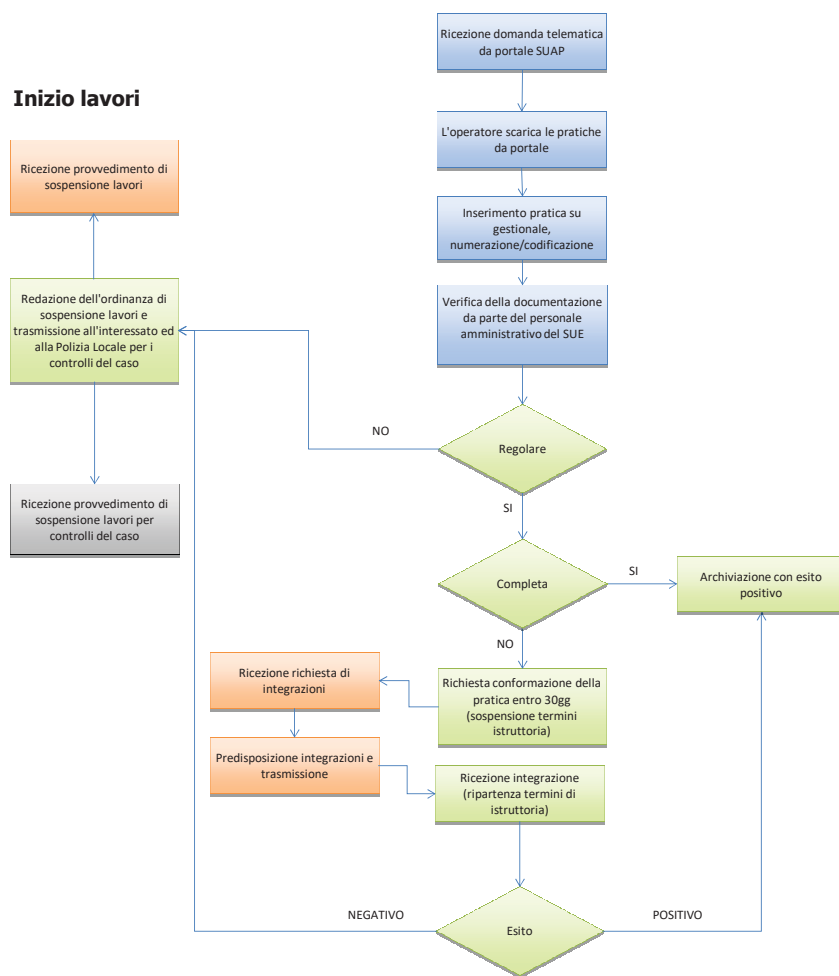 Inizio lavori
Ricezione domanda telematica
da portale SUAP
L'operatore scarica le pratiche
da portale
Inserimento pratica su
gestionale,
numerazione/codificazione
Verifica della documentazione
da parte del personale
amministrativo del SUE
Ricezione provvedimento di
sospensione lavori
Redazione dell'ordinanza di
sospensione lavori e
trasmissione all'interessato ed
alla Polizia Locale per i
controlli del caso
Ricezione provvedimento di
sospensione lavori per
controlli del caso
NO
Regolare
SI
Completa
SI
Archiviazione con esito
positivo
NO
Richiesta conformazione della
pratica entro 30gg
(sospensione termini
istruttoria)
Ricezione richiesta di
integrazioni
Predisposizione integrazioni e
trasmissione
Ricezione integrazione
(ripartenza termini di
istruttoria)
NEGATIVO
Esito
POSITIVO